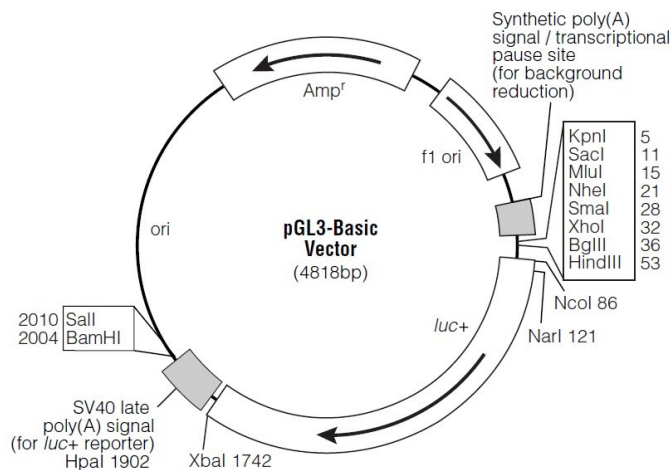 Synthetic poly(A)
signal / transcriptional
pause site
(for background
reduction)
Ampʳ
f1 ori
KpnI 5
SacI 11
MluI 15
NheI 21
SmaI 28
XhoI 32
BglII 36
HindIII 53
ori
pGL3-Basic
Vector
(4818bp)
NcoI 86
luc+
NarI 121
2010 SalI
2004 BamHI
SV40 late
poly(A) signal
(for luc+ reporter)
HpaI 1902
XbaI 1742